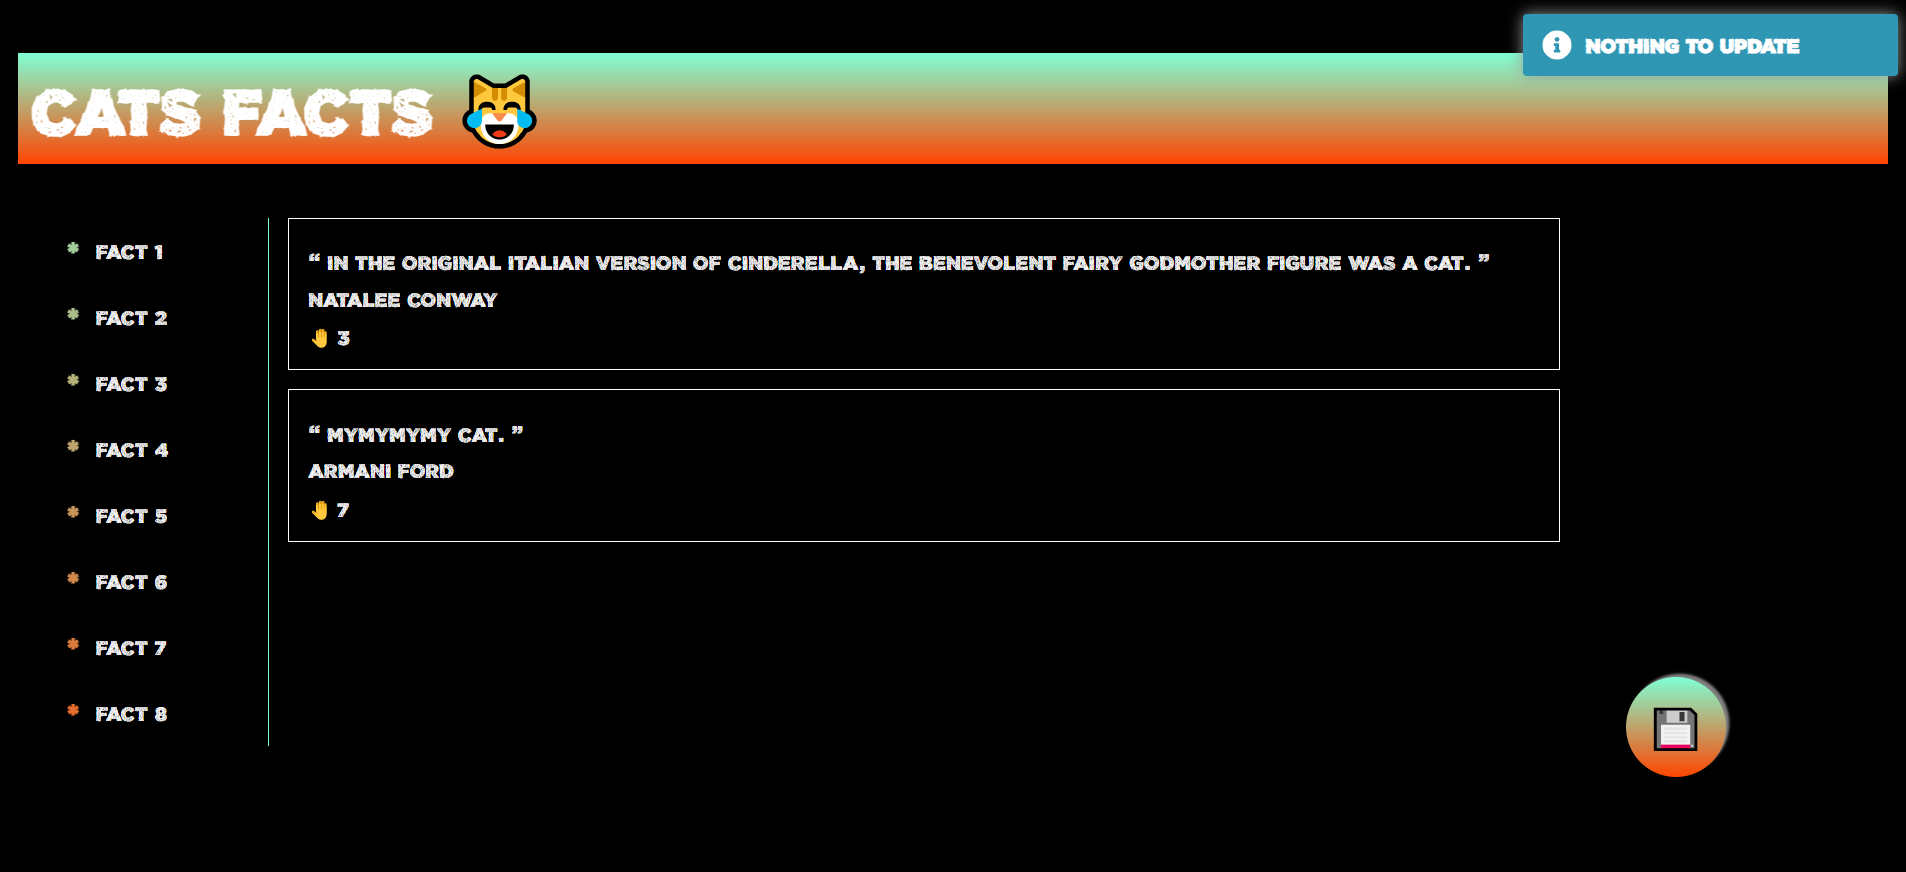 NOTHING TO UPDATE
CATS FACTS
* FACT 1
* FACT 2
* FACT 3
* FACT 4
* FACT 5
* FACT 6
* FACT 7
* FACT 8
“ IN THE ORIGINAL ITALIAN VERSION OF CINDERELLA, THE BENEVOLENT FAIRY GODMOTHER FIGURE WAS A CAT. ”
NATALEE CONWAY
3
“ MYMYMYMY CAT. ”
ARMANI FORD
7